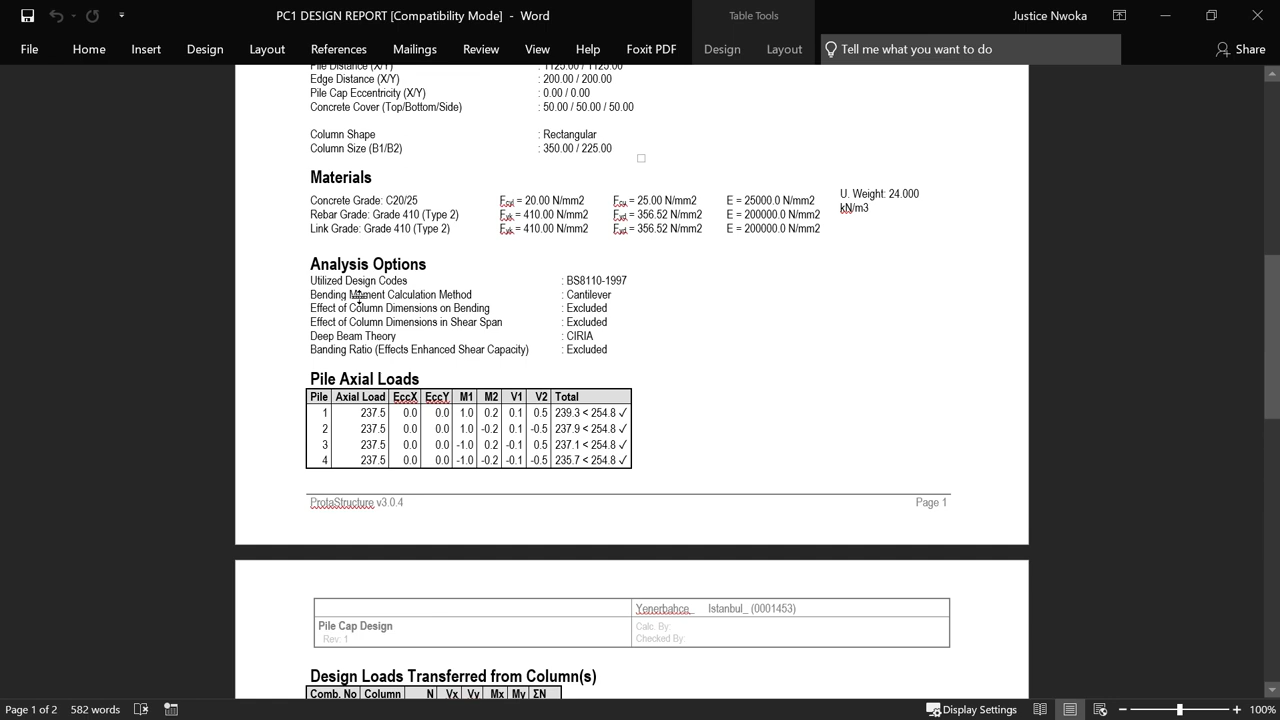 PC1 DESIGN REPORT [Compatibility Mode] - Word
Table Tools
Justice Nwoka
File Home Insert Design Layout References Mailings Review View Help Foxit PDF Design Layout Tell me what you want to do Share
Pile Distance (X/Y) : 1125.00 / 1125.00
Edge Distance (X/Y) : 200.00 / 200.00
Pile Cap Eccentricity (X/Y) : 0.00 / 0.00
Concrete Cover (Top/Bottom/Side) : 50.00 / 50.00 / 50.00
Column Shape : Rectangular
Column Size (B1/B2) : 350.00 / 225.00
Materials
Concrete Grade: C20/25 Fcyl = 20.00 N/mm2 Fcu = 25.00 N/mm2 E = 25000.0 N/mm2 U. Weight: 24.000 kN/m3
Rebar Grade: Grade 410 (Type 2) Fyk = 410.00 N/mm2 Fyd = 356.52 N/mm2 E = 200000.0 N/mm2
Link Grade: Grade 410 (Type 2) Fyk = 410.00 N/mm2 Fyd = 356.52 N/mm2 E = 200000.0 N/mm2
Analysis Options
Utilized Design Codes : BS8110-1997
Bending Moment Calculation Method : Cantilever
Effect of Column Dimensions on Bending : Excluded
Effect of Column Dimensions in Shear Span : Excluded
Deep Beam Theory : CIRIA
Banding Ratio (Effects Enhanced Shear Capacity) : Excluded
Pile Axial Loads
Pile Axial Load EccX EccY M1 M2 V1 V2 Total
1 237.5 0.0 0.0 1.0 0.2 0.1 0.5 239.3 < 254.8 ✓
2 237.5 0.0 0.0 1.0 -0.2 0.1 -0.5 237.9 < 254.8 ✓
3 237.5 0.0 0.0 -1.0 0.2 -0.1 0.5 237.1 < 254.8 ✓
4 237.5 0.0 0.0 -1.0 -0.2 -0.1 -0.5 235.7 < 254.8 ✓
ProtaStructure v3.0.4 Page 1
Yenerbahce_ Istanbul_ (0001453)
Pile Cap Design Calc. By:
Rev: 1 Checked By:
Design Loads Transferred from Column(s)
Comb. No Column N Vx Vy Mx My ΣN
Page 1 of 2 582 words Display Settings 100%